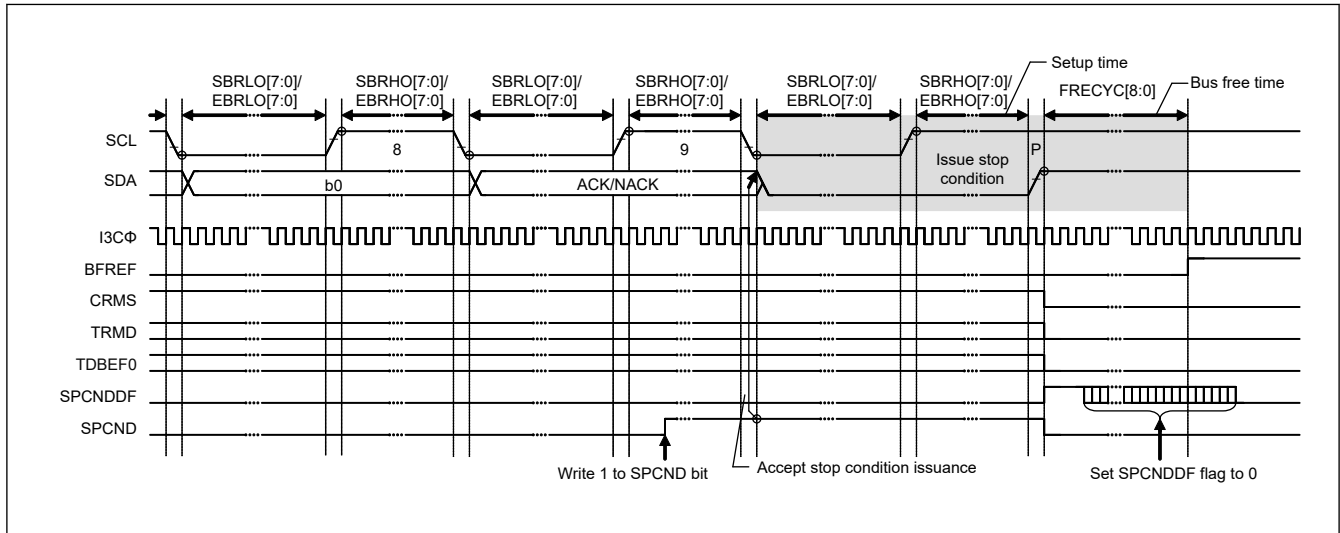 Setup time
SBRLO[7:0]/
EBRLO[7:0]
SBRHO[7:0]/
EBRHO[7:0]
SBRLO[7:0]/
EBRLO[7:0]
SBRHO[7:0]/
EBRHO[7:0]
SBRLO[7:0]/
EBRLO[7:0]
SBRHO[7:0]/
EBRHO[7:0]
FRECYC[8:0]
Bus free time
SCL
8
9
Issue stop
condition
P
SDA
b0
ACK/NACK
I3CΦ
BFREF
CRMS
TRMD
TDBEF0
SPCNDDF
SPCND
Write 1 to SPCND bit
Accept stop condition issuance
Set SPCNDDF flag to 0